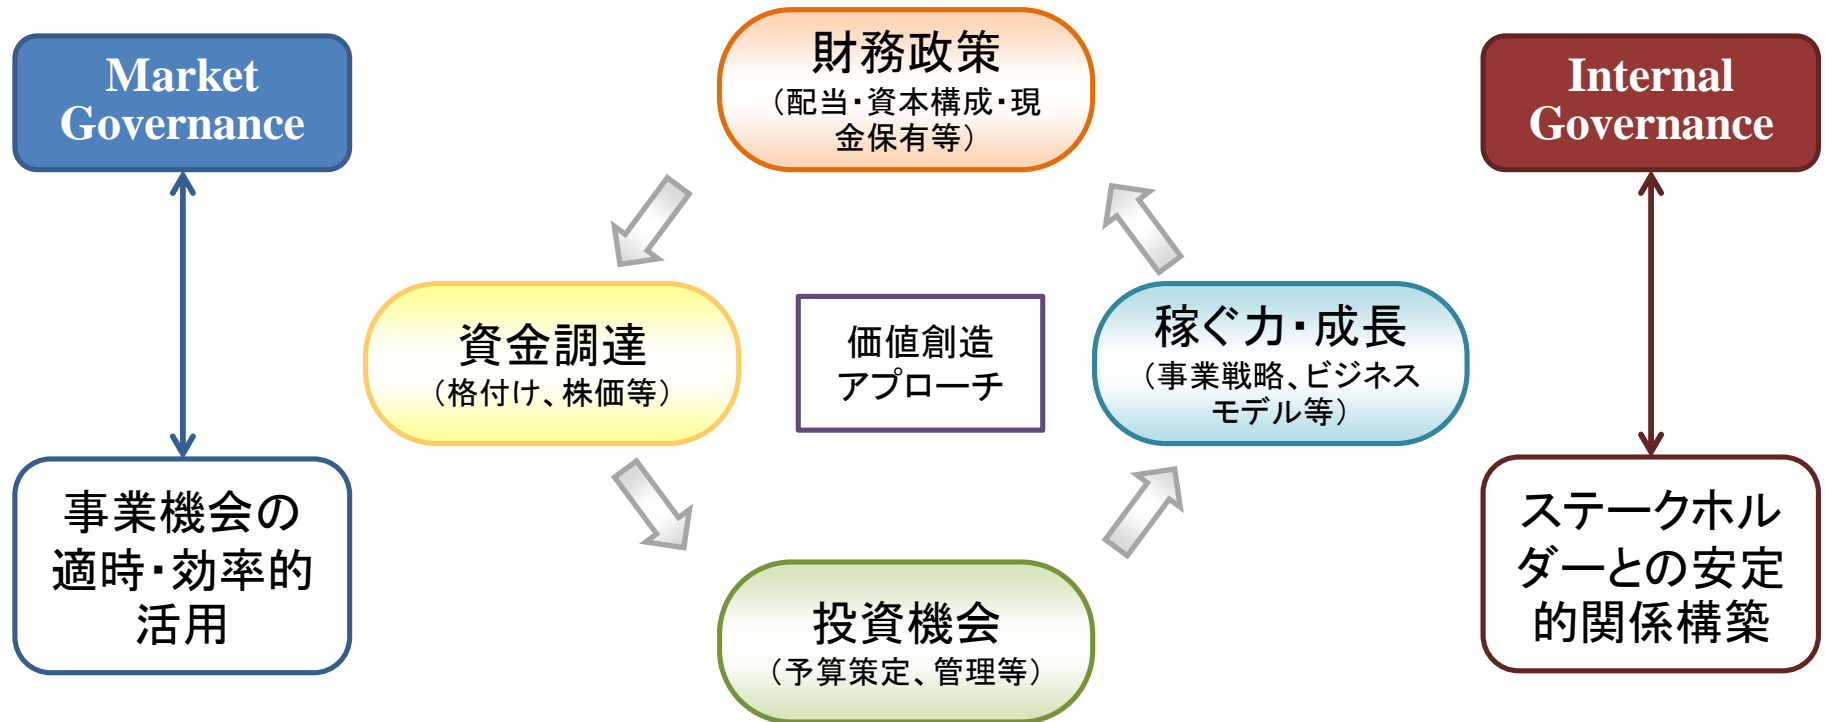 Market
Governance
財務政策
（配当・資本構成・現
金保有等）
Internal
Governance
資金調達
（格付け、株価等）
価値創造
アプローチ
稼ぐ力・成長
（事業戦略、ビジネス
モデル等）
事業機会の
適時・効率的
活用
投資機会
（予算策定、管理等）
ステークホル
ダーとの安定
的関係構築